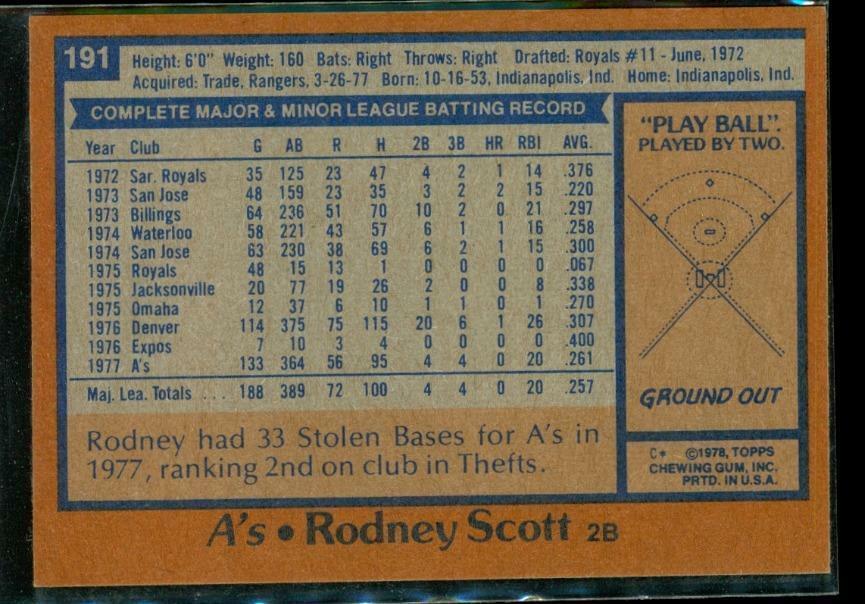 191
Height: 6'0" Weight: 160 Bats: Right Throws: Right Drafted: Royals #11 - June, 1972
Acquired: Trade, Rangers, 3-26-77 Born: 10-16-53, Indianapolis, Ind. Home: Indianapolis, Ind.
COMPLETE MAJOR & MINOR LEAGUE BATTING RECORD
Year Club G AB R H 2B 3B HR RBI AVG.
1972 Sar. Royals 35 125 23 47 4 2 1 14 .376
1973 San Jose 48 159 23 35 3 2 2 15 .220
1973 Billings 64 236 51 70 10 2 0 21 .297
1974 Waterloo 58 221 43 57 6 1 1 16 .258
1974 San Jose 63 230 38 69 6 2 1 15 .300
1975 Royals 48 15 13 1 0 0 0 0 .067
1975 Jacksonville 20 77 19 26 2 0 0 8 .338
1975 Omaha 12 37 6 10 1 1 0 1 .270
1976 Denver 114 375 75 115 20 6 1 26 .307
1976 Expos 7 10 3 4 0 0 0 0 .400
1977 A's 133 364 56 95 4 4 0 20 .261
Maj. Lea. Totals ... 188 389 72 100 4 4 0 20 .257
Rodney had 33 Stolen Bases for A's in
1977, ranking 2nd on club in Thefts.
"PLAY BALL".
PLAYED BY TWO.
GROUND OUT
C* ©1978, TOPPS
CHEWING GUM, INC.
PRTD. IN U.S.A.
A's • Rodney Scott 2B